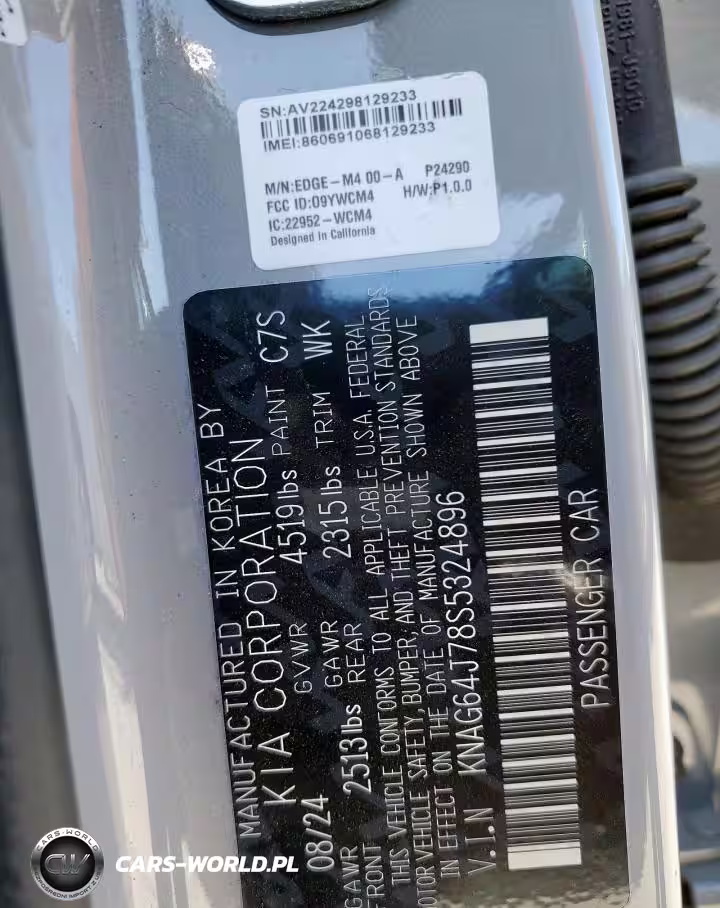 SN:AV224298129233
IMEI:860691068129233
M/N:EDGE-M4 00-A P24290
FCC ID:O9YWCM4 H/W:P1.0.0
IC:22952-WCM4
Designed in California
MANUFACTURED IN KOREA BY
KIA CORPORATION
08/24 GVWR 4519lbs PAINT C7S
GAWR FRONT 2513lbs GAWR REAR 2315lbs TRIM WK
THIS VEHICLE CONFORMS TO ALL APPLICABLE U.S.A. FEDERAL
MOTOR VEHICLE SAFETY, BUMPER, AND THEFT PREVENTION STANDARDS
IN EFFECT ON THE DATE OF MANUFACTURE SHOWN ABOVE
V.I.N KNAG64J78S5324896
PASSENGER CAR
CARS-WORLD
CW
CARS-WORLD.PL